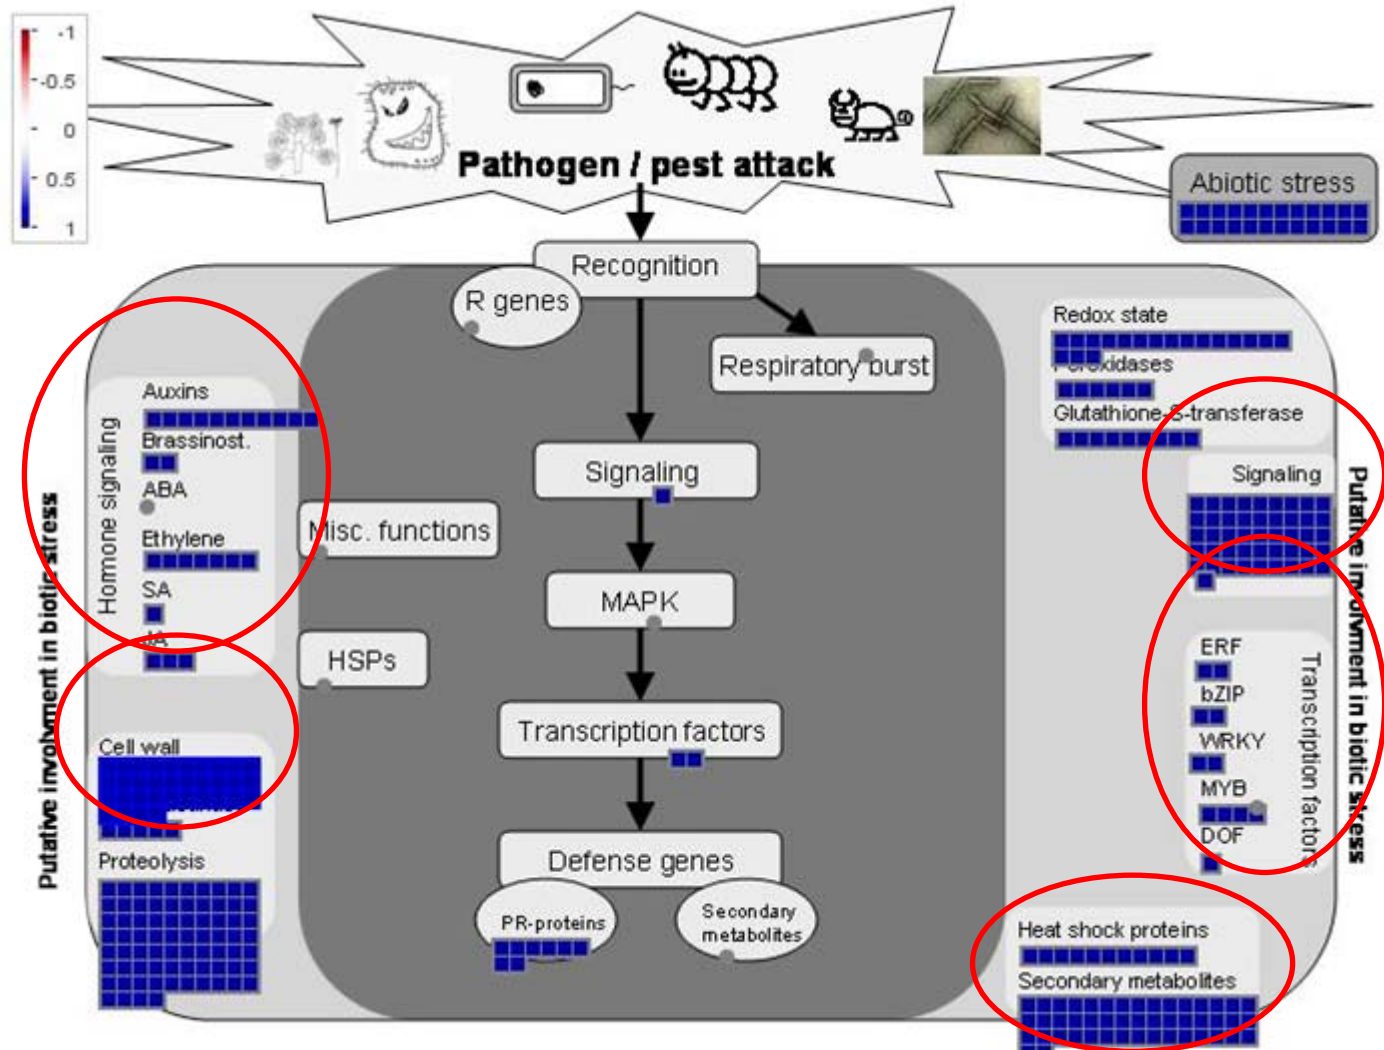 -1
-0.5
0
0.5
1
Pathogen / pest attack
Abiotic stress
Recognition
R genes
Respiratory burst
Signaling
Misc. functions
MAPK
HSPs
Transcription factors
Defense genes
PR-proteins
Secondary
metabolites
Putative involvment in biotic stress
Hormone signaling
Auxins
Brassinost.
ABA
Ethylene
SA
JA
Cell wall
Proteolysis
Redox state
Peroxidases
Glutathione-S-transferase
Signaling
Putative involvment in biotic stress
ERF
bZIP
WRKY
MYB
DOF
Transcription factors
Heat shock proteins
Secondary metabolites